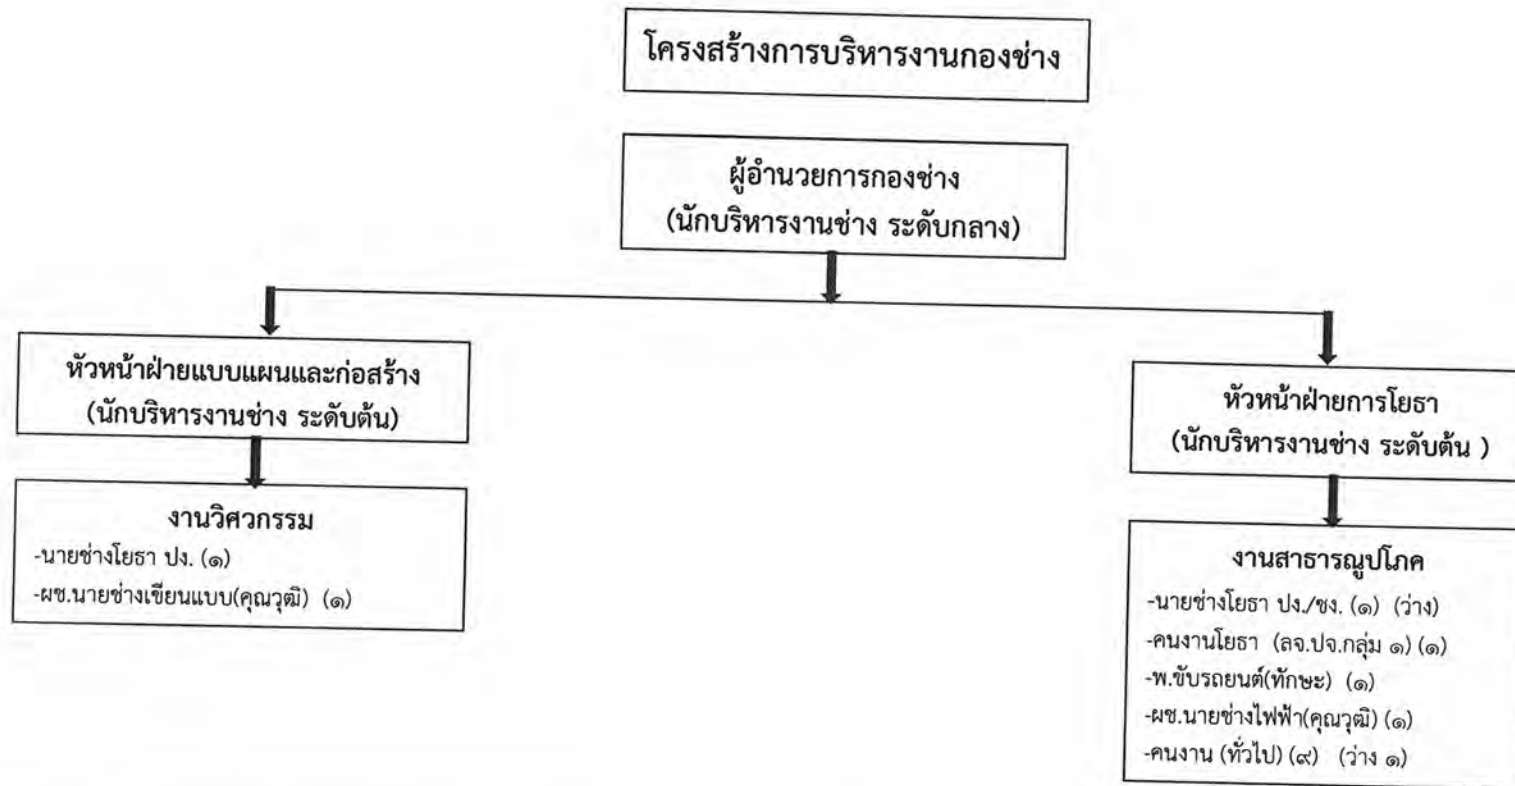 โครงสร้างการบริหารงานกองช่าง
ผู้อำนวยการกองช่าง
(นักบริหารงานช่าง ระดับกลาง)
หัวหน้าฝ่ายแบบแผนและก่อสร้าง
(นักบริหารงานช่าง ระดับต้น)
งานวิศวกรรม
-นายช่างโยธา ปง. (๑)
-ผช.นายช่างเขียนแบบ(คุณวุฒิ) (๑)
หัวหน้าฝ่ายการโยธา
(นักบริหารงานช่าง ระดับต้น )
งานสาธารณูปโภค
-นายช่างโยธา ปง./ชง. (๑) (ว่าง)
-คนงานโยธา (ลจ.ปจ.กลุ่ม ๑) (๑)
-พ.ขับรถยนต์(ทักษะ) (๑)
-ผช.นายช่างไฟฟ้า(คุณวุฒิ) (๑)
-คนงาน (ทั่วไป) (๙) (ว่าง ๑)